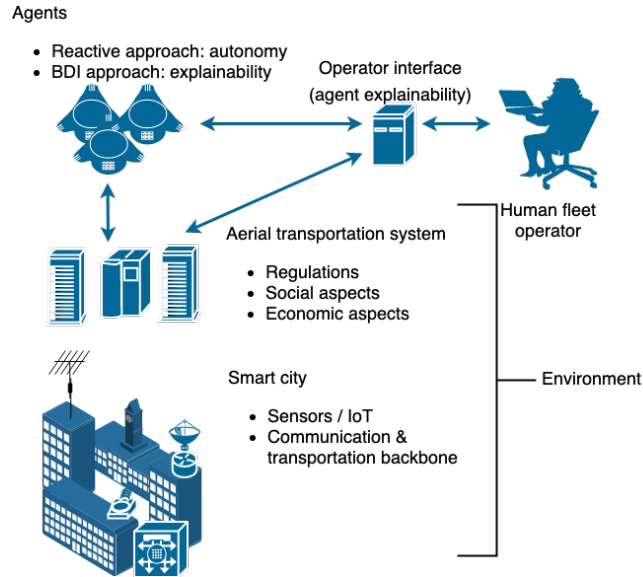 Agents
• Reactive approach: autonomy
• BDI approach: explainability
Operator interface
(agent explainability)
Human fleet
operator
Aerial transportation system
• Regulations
• Social aspects
• Economic aspects
Smart city
• Sensors / IoT
• Communication &
transportation backbone
Environment